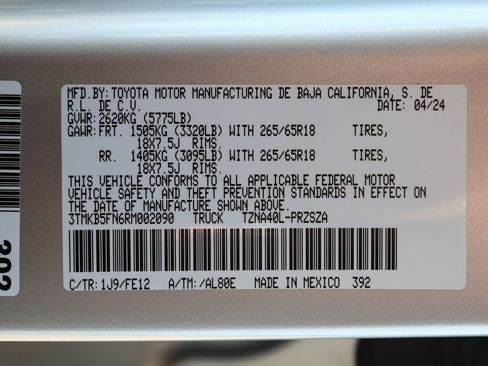 MFD.BY:TOYOTA MOTOR MANUFACTURING DE BAJA CALIFORNIA, S. DE
R.L. DE C.V. DATE: 04/24
GVWR:2620KG (5775LB)
GAWR:FRT. 1505KG (3320LB) WITH 265/65R18 TIRES,
18X7.5J RIMS.
RR. 1405KG (3095LB) WITH 265/65R18 TIRES,
18X7.5J RIMS.
THIS VEHICLE CONFORMS TO ALL APPLICABLE FEDERAL MOTOR
VEHICLE SAFETY AND THEFT PREVENTION STANDARDS IN EFFECT ON
THE DATE OF MANUFACTURE SHOWN ABOVE.
3TMKB5FN6RM002090 TRUCK TZNA40L-PRZSZA
C/TR:1J9/FE12 A/TM:/AL80E MADE IN MEXICO 392